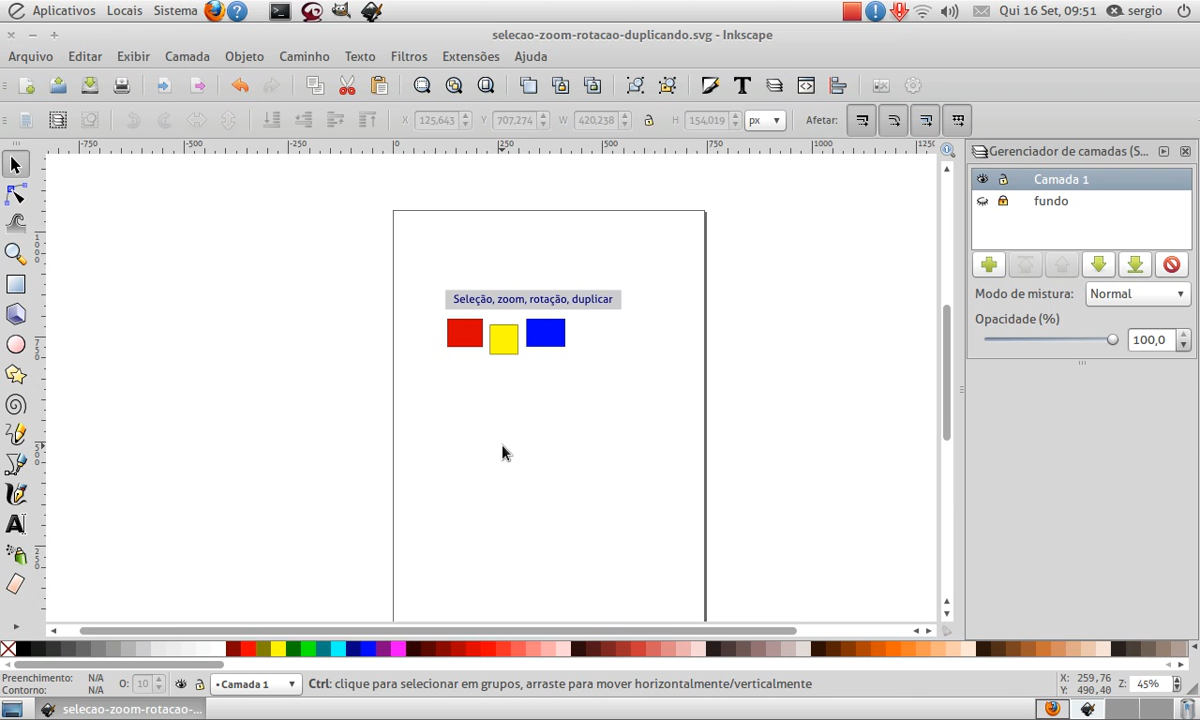 Aplicativos Locais Sistema Qui 16 Set, 09:51 sergio
selecao-zoom-rotacao-duplicando.svg - Inkscape
Arquivo Editar Exibir Camada Objeto Caminho Texto Filtros Extensões Ajuda
X 125,643 Y 707,274 W 420,238 H 154,019 px Afetar:
-750 -500 -250 0 250 500 750 1000 1250
Gerenciador de camadas (S...
Camada 1
fundo
Modo de mistura: Normal
Opacidade (%)
100,0
Seleção, zoom, rotação, duplicar
1000
750
500
250
Preenchimento: N/A
Contorno: N/A
O: 10
•Camada 1
Ctrl: clique para selecionar em grupos, arraste para mover horizontalmente/verticalmente
X: 259,76
Y: 490,40
Z: 45%
selecao-zoom-rotacao-...